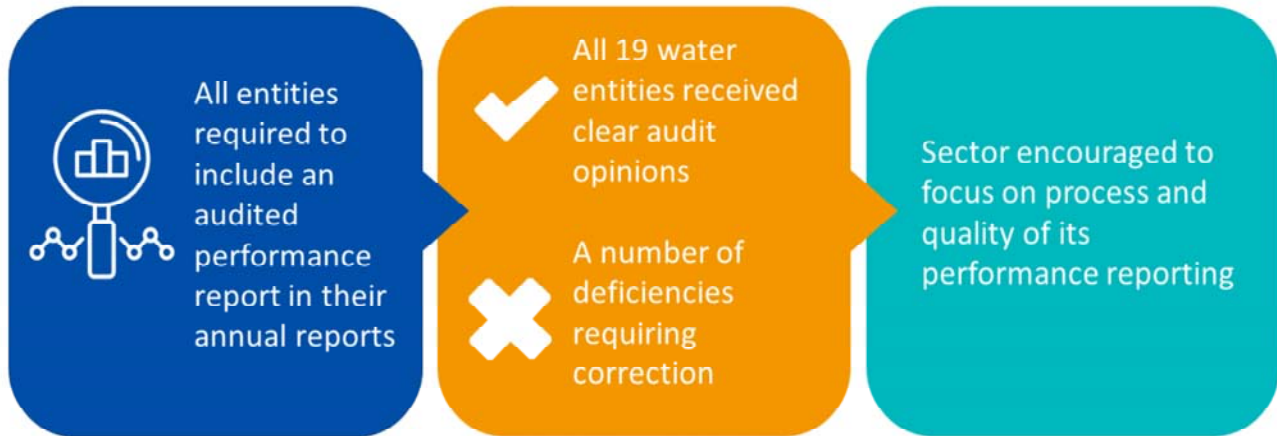 All entities
required to
include an
audited
performance
report in their
annual reports
All 19 water
entities received
clear audit
opinions
A number of
deficiencies
requiring
correction
Sector encouraged to
focus on process and
quality of its
performance reporting